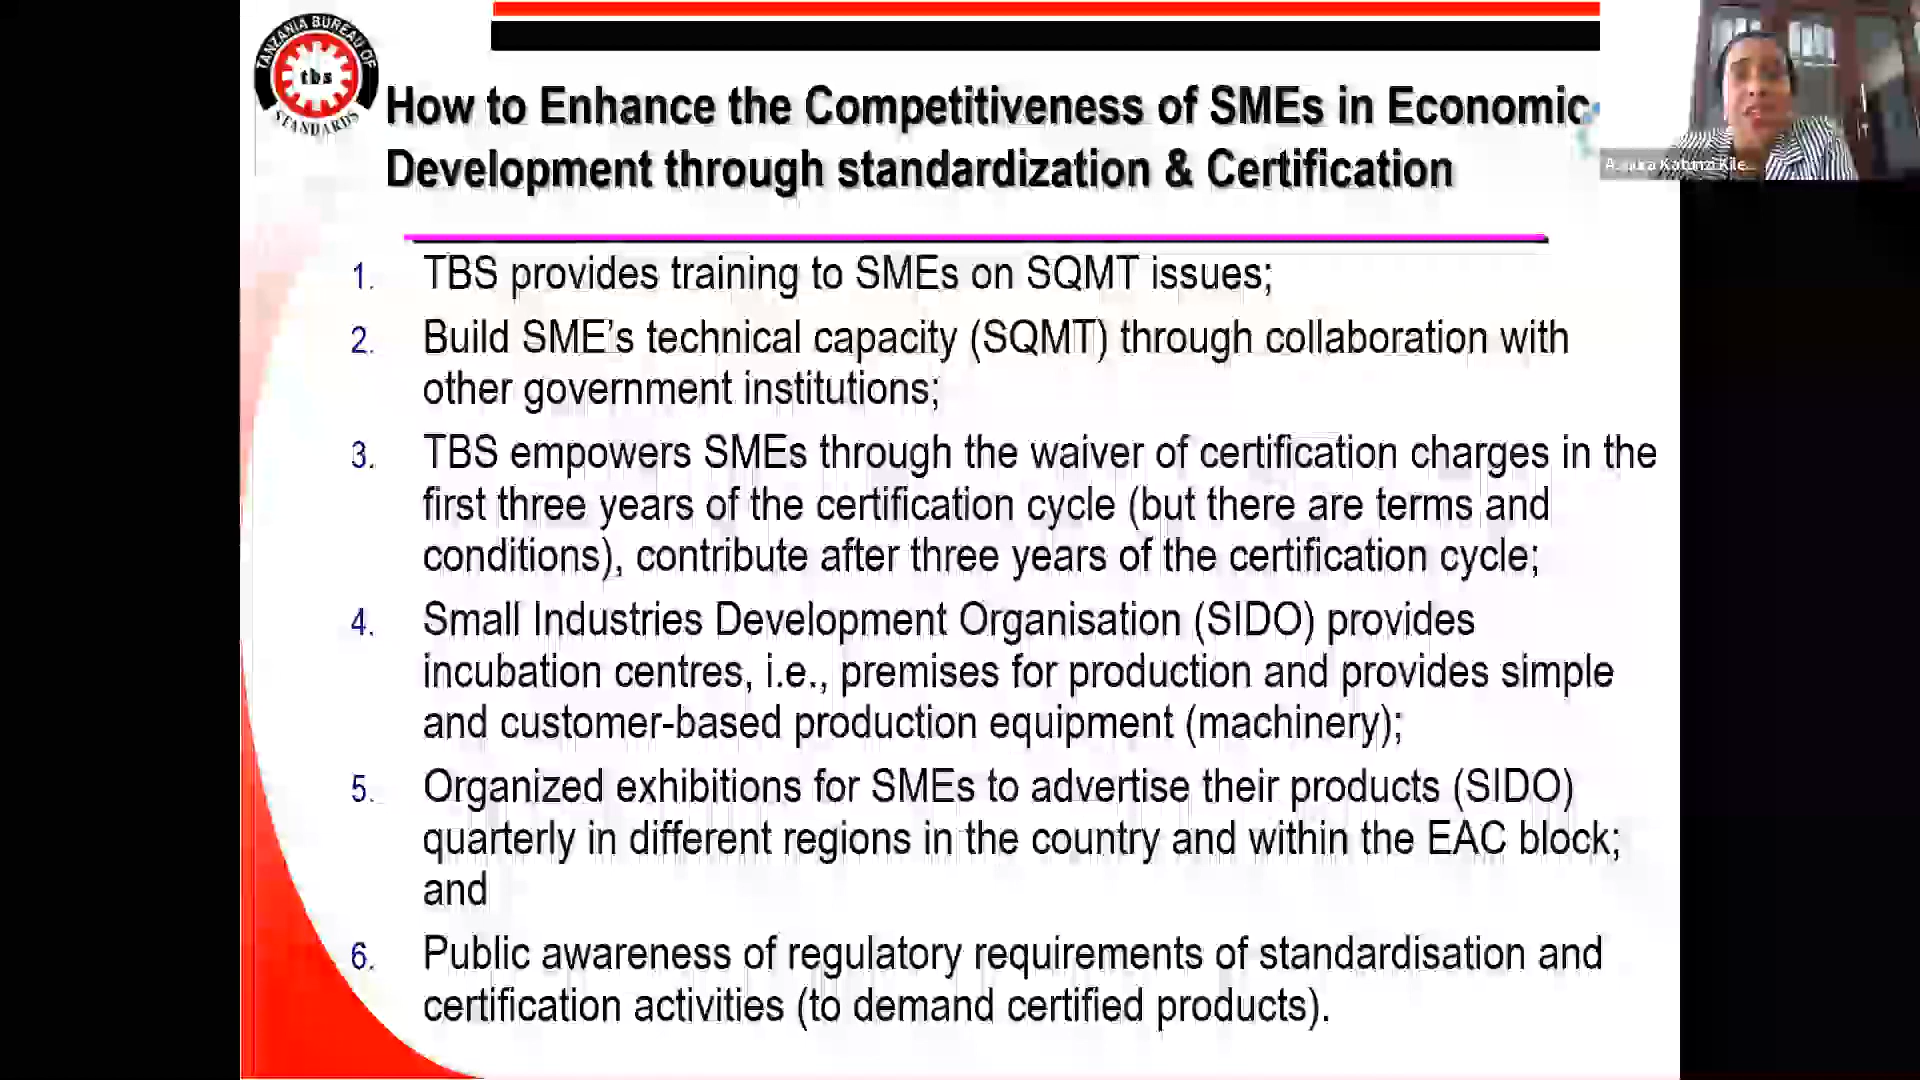 TANZANIA BUREAU OF
tbs
STANDARDS
How to Enhance the Competitiveness of SMEs in Economic
Development through standardization & Certification
1. TBS provides training to SMEs on SQMT issues;
2. Build SME’s technical capacity (SQMT) through collaboration with
other government institutions;
3. TBS empowers SMEs through the waiver of certification charges in the
first three years of the certification cycle (but there are terms and
conditions), contribute after three years of the certification cycle;
4. Small Industries Development Organisation (SIDO) provides
incubation centres, i.e., premises for production and provides simple
and customer-based production equipment (machinery);
5. Organized exhibitions for SMEs to advertise their products (SIDO)
quarterly in different regions in the country and within the EAC block;
and
6. Public awareness of regulatory requirements of standardisation and
certification activities (to demand certified products).